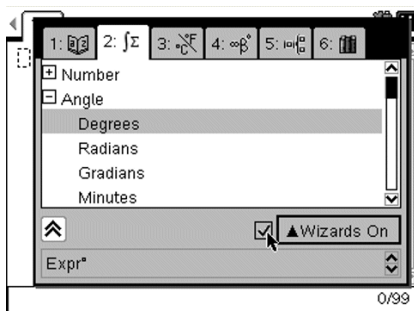 1: 2: ∫Σ 3: °C°F 4: ∞β° 5: 6:
Number
Angle
Degrees
Radians
Gradians
Minutes
▲Wizards On
Expr°
0/99